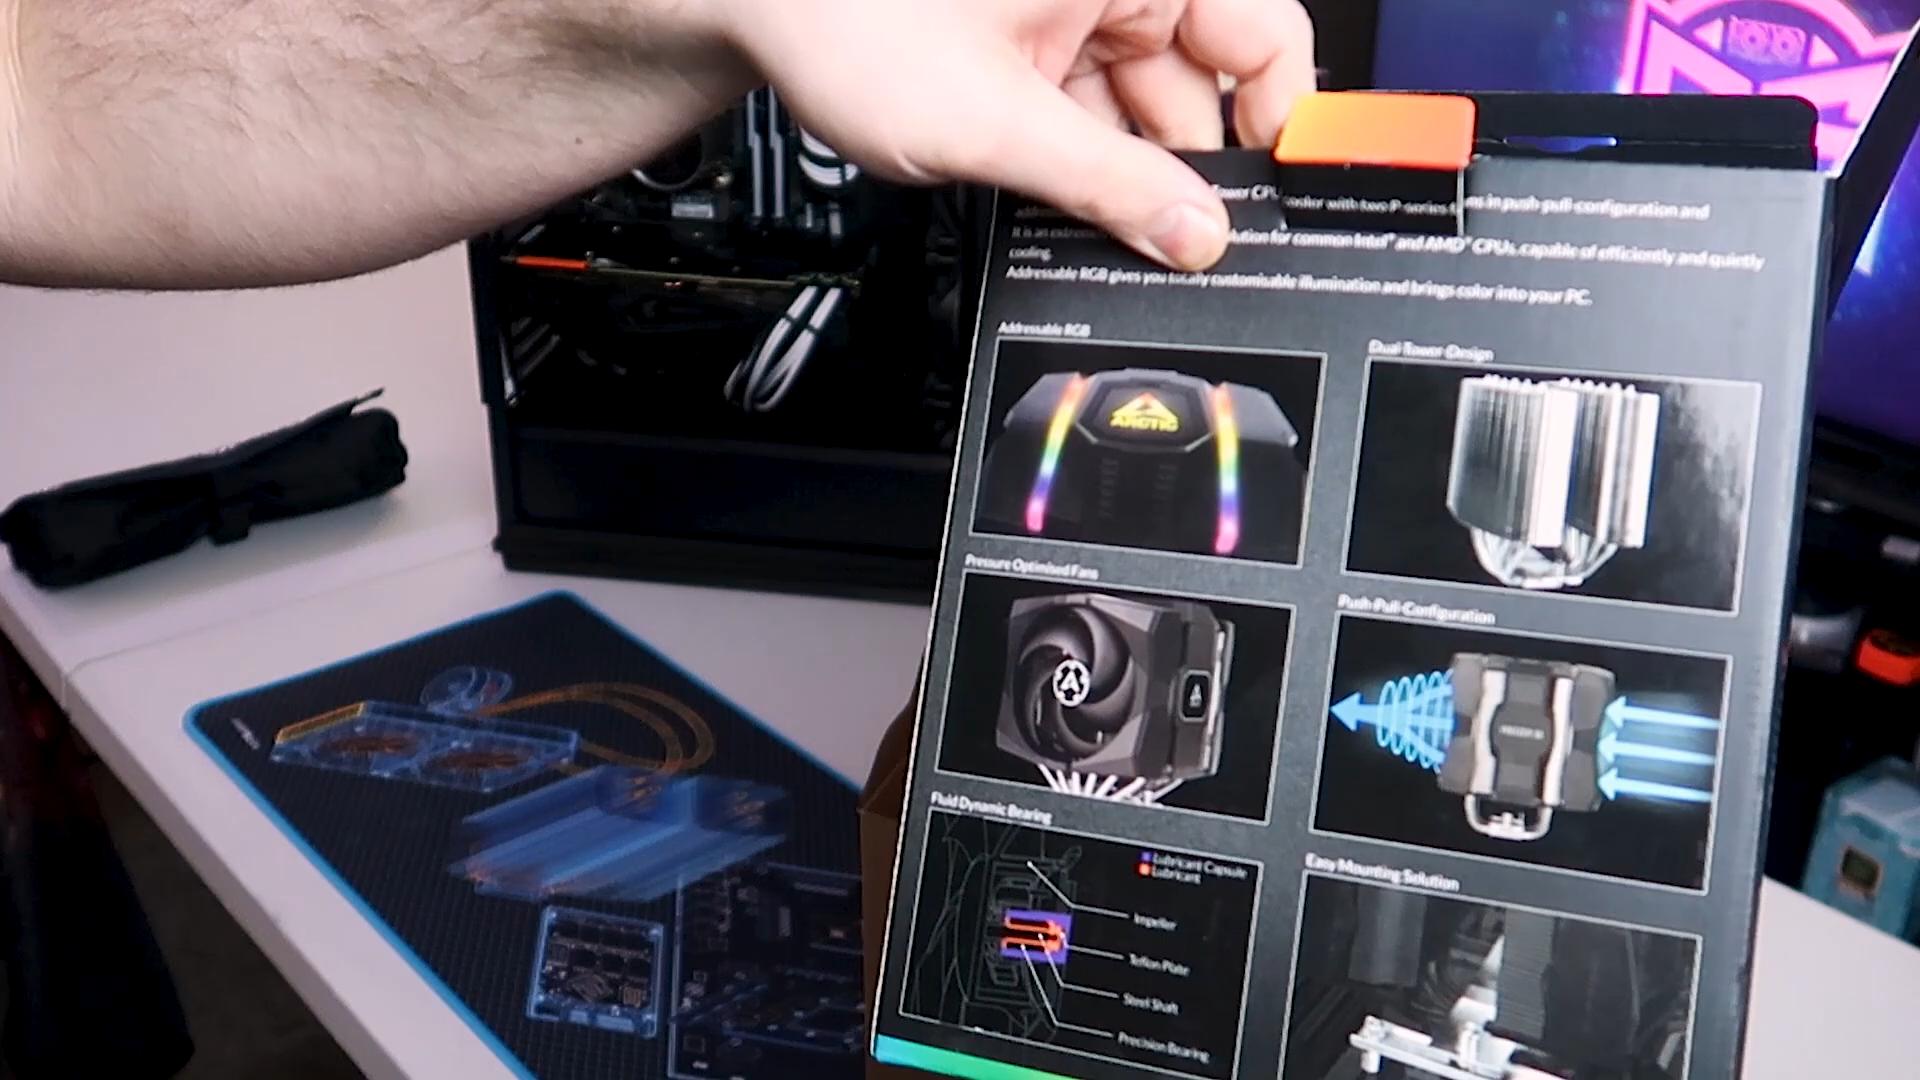 Tower CPU cooler with two P-series fans in push-pull-configuration and
It is an extremely solution for common Intel® and AMD® CPUs, capable of efficiently and quietly
cooling.
Addressable RGB gives you totally customisable illumination and brings color into your PC.
Addressable RGB
Dual Tower Design
ARCTIC
Pressure Optimised Fans
Push Pull-Configuration
A
Fluid Dynamic Bearing
Lubricant Capsule
Lubricant
Impeller
Teflon Plate
Steel Shaft
Precision Bearing
Easy Mounting Solution